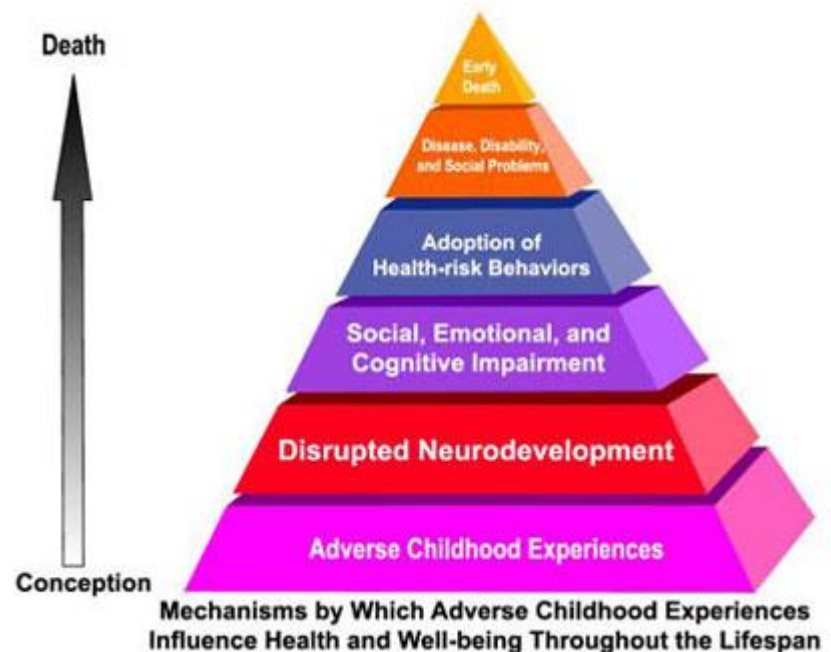 Death
Early
Death
Disease, Disability,
and Social Problems
Adoption of
Health-risk Behaviors
Social, Emotional, and
Cognitive Impairment
Disrupted Neurodevelopment
Adverse Childhood Experiences
Conception
Mechanisms by Which Adverse Childhood Experiences
Influence Health and Well-being Throughout the Lifespan